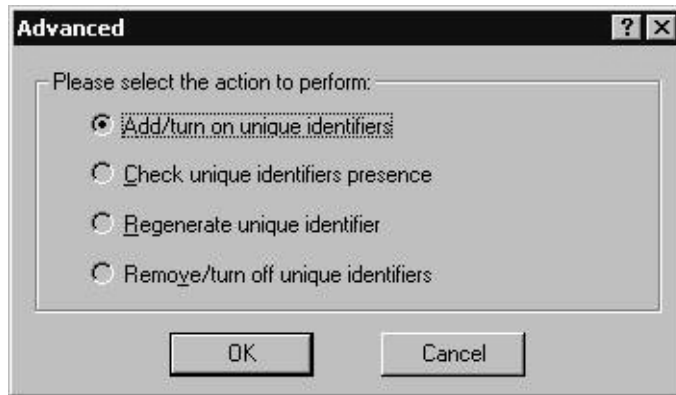 Advanced
Please select the action to perform:
Add/turn on unique identifiers
Check unique identifiers presence
Regenerate unique identifier
Remove/turn off unique identifiers
OK Cancel